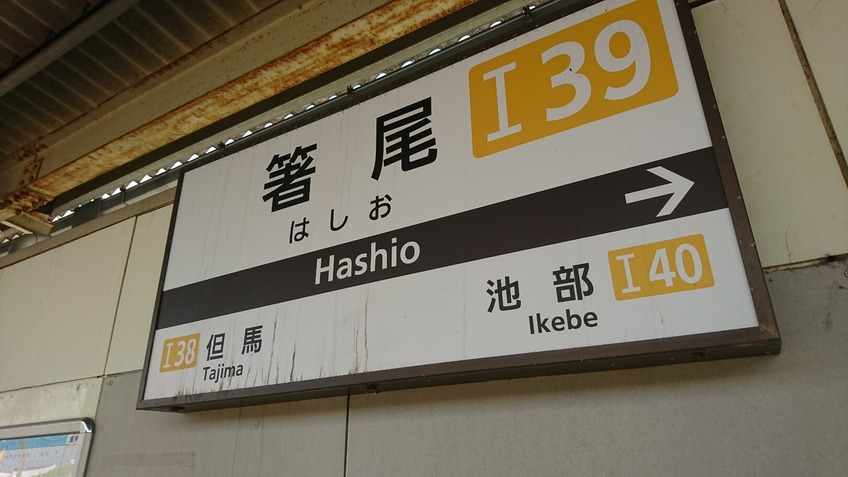 I39
箸尾
はしお
Hashio
I38 但馬
Tajima
池部 I40
Ikebe